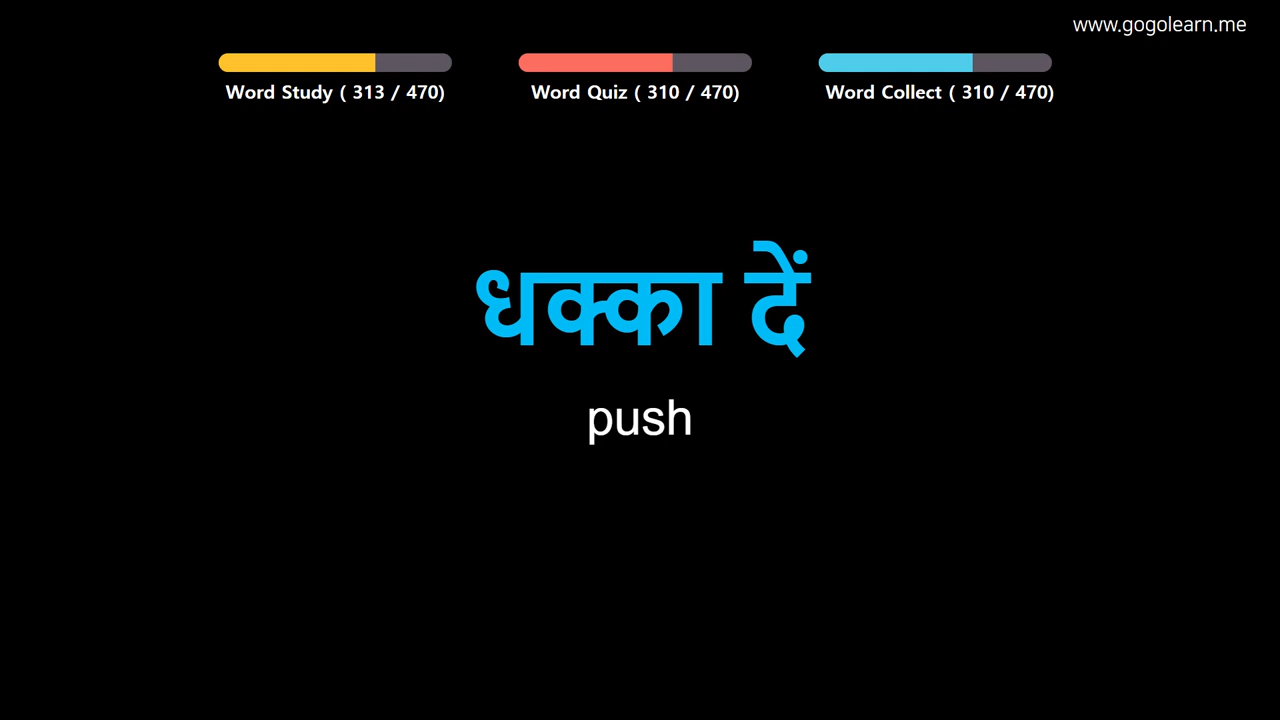 www.gogolearn.me
Word Study ( 313 / 470)
Word Quiz ( 310 / 470)
Word Collect ( 310 / 470)
धक्का दें
push